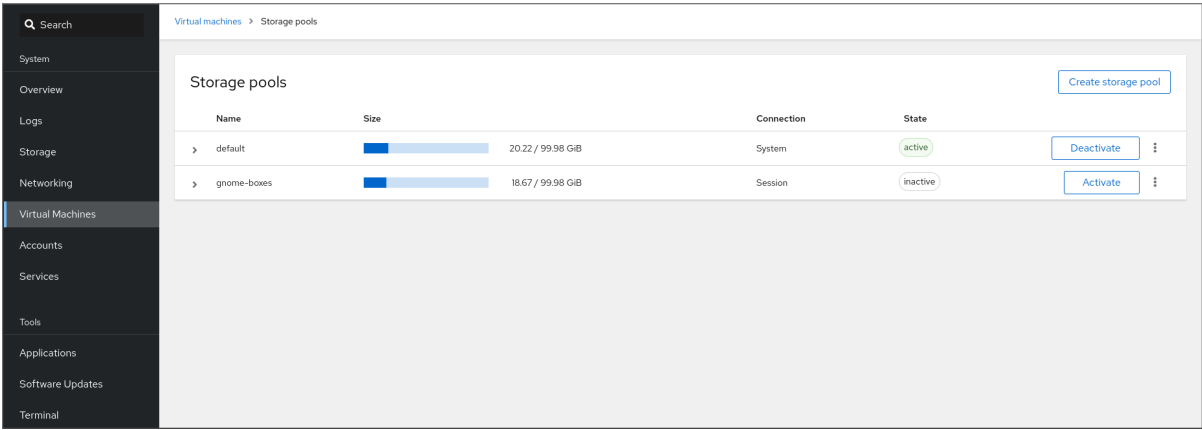 Search
System
Overview
Logs
Storage
Networking
Virtual Machines
Accounts
Services
Tools
Applications
Software Updates
Terminal
Virtual machines > Storage pools
Storage pools
Create storage pool
Name Size Connection State
default 20.22 / 99.98 GiB System active Deactivate
gnome-boxes 18.67 / 99.98 GiB Session inactive Activate